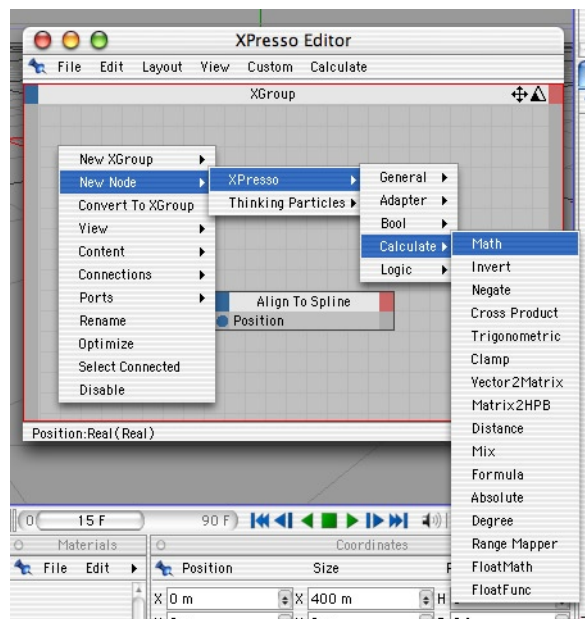 XPresso Editor
File Edit Layout View Custom Calculate
XGroup
New XGroup
New Node
Convert To XGroup
View
Content
Connections
Ports
Rename
Optimize
Select Connected
Disable
XPresso
Thinking Particles
General
Adapter
Bool
Calculate
Logic
Math
Invert
Negate
Cross Product
Trigonometric
Clamp
Vector2Matrix
Matrix2HPB
Distance
Mix
Formula
Absolute
Degree
Range Mapper
FloatMath
FloatFunc
Align To Spline
Position
Position:Real(Real)
0 15 F 90 F
Materials
File Edit
Coordinates
Position Size
X 0 m X 400 m H